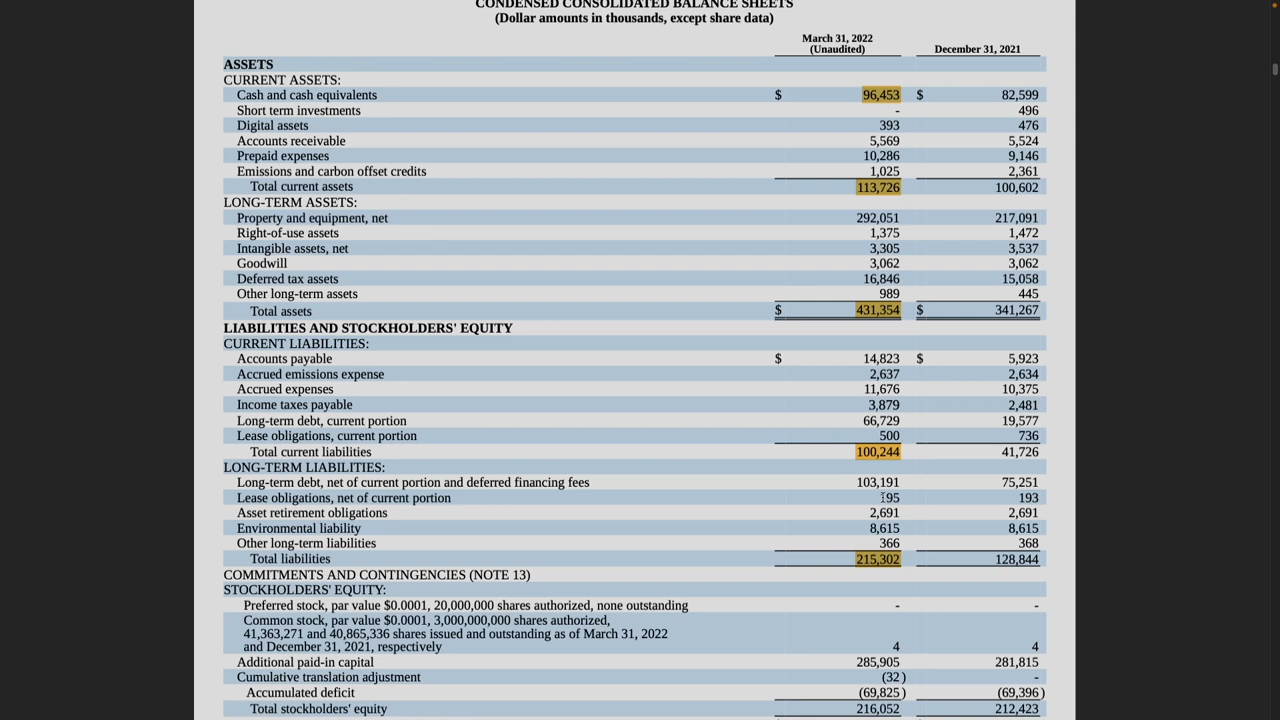 CONDENSED CONSOLIDATED BALANCE SHEETS
(Dollar amounts in thousands, except share data)
March 31, 2022
(Unaudited) December 31, 2021
ASSETS
CURRENT ASSETS:
Cash and cash equivalents $ 96,453 $ 82,599
Short term investments - 496
Digital assets 393 476
Accounts receivable 5,569 5,524
Prepaid expenses 10,286 9,146
Emissions and carbon offset credits 1,025 2,361
Total current assets 113,726 100,602
LONG-TERM ASSETS:
Property and equipment, net 292,051 217,091
Right-of-use assets 1,375 1,472
Intangible assets, net 3,305 3,537
Goodwill 3,062 3,062
Deferred tax assets 16,846 15,058
Other long-term assets 989 445
Total assets $ 431,354 $ 341,267
LIABILITIES AND STOCKHOLDERS' EQUITY
CURRENT LIABILITIES:
Accounts payable $ 14,823 $ 5,923
Accrued emissions expense 2,637 2,634
Accrued expenses 11,676 10,375
Income taxes payable 3,879 2,481
Long-term debt, current portion 66,729 19,577
Lease obligations, current portion 500 736
Total current liabilities 100,244 41,726
LONG-TERM LIABILITIES:
Long-term debt, net of current portion and deferred financing fees 103,191 75,251
Lease obligations, net of current portion 195 193
Asset retirement obligations 2,691 2,691
Environmental liability 8,615 8,615
Other long-term liabilities 366 368
Total liabilities 215,302 128,844
COMMITMENTS AND CONTINGENCIES (NOTE 13)
STOCKHOLDERS' EQUITY:
Preferred stock, par value $0.0001, 20,000,000 shares authorized, none outstanding - -
Common stock, par value $0.0001, 3,000,000,000 shares authorized,
41,363,271 and 40,865,336 shares issued and outstanding as of March 31, 2022
and December 31, 2021, respectively 4 4
Additional paid-in capital 285,905 281,815
Cumulative translation adjustment (32) -
Accumulated deficit (69,825) (69,396)
Total stockholders' equity 216,052 212,423